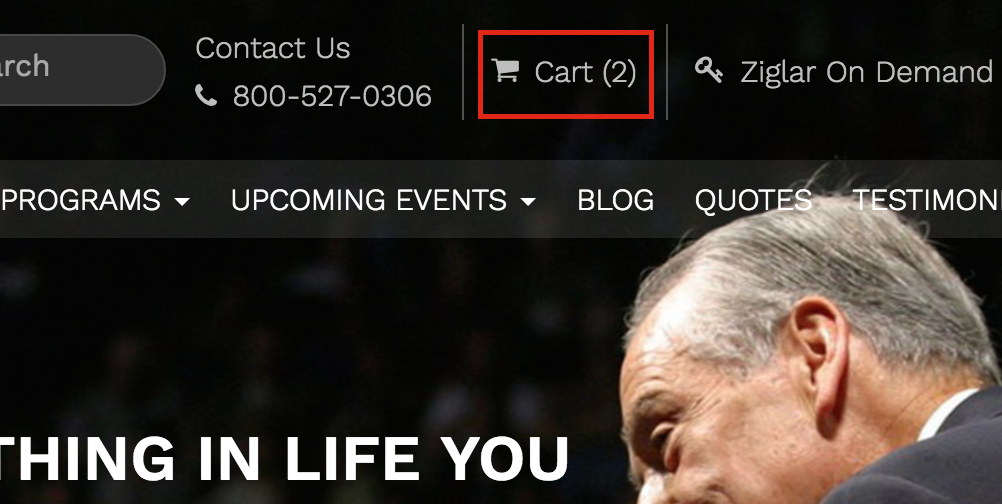 arch
Contact Us
800-527-0306
Cart (2)
Ziglar On Demand
PROGRAMS
UPCOMING EVENTS
BLOG
QUOTES
TESTIMON
THING IN LIFE YOU